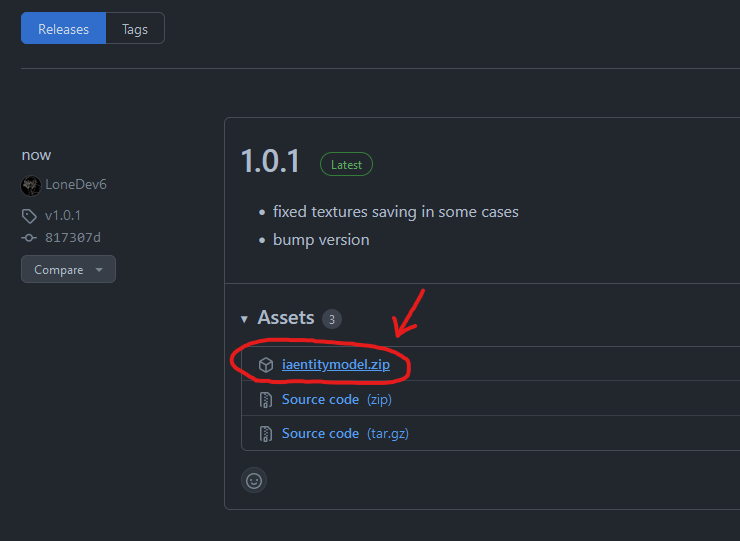 Releases Tags
now
LoneDev6
v1.0.1
817307d
Compare
1.0.1 Latest
fixed textures saving in some cases
bump version
Assets 3
iaentitymodel.zip
Source code (zip)
Source code (tar.gz)